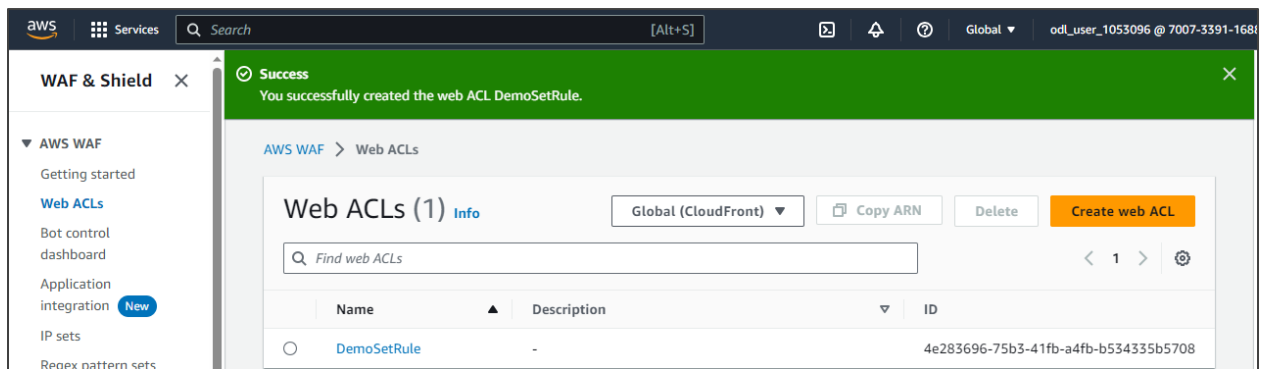 aws Services Search [Alt+S] Global ▼ odl_user_1053096 @ 7007-3391-168
WAF & Shield
AWS WAF
Getting started
Web ACLs
Bot control
dashboard
Application
integration New
IP sets
Regex pattern sets
Success
You successfully created the web ACL DemoSetRule.
AWS WAF > Web ACLs
Web ACLs (1) Info Global (CloudFront) ▼ Copy ARN Delete Create web ACL
Find web ACLs < 1 >
Name ▲ Description ▽ ID
DemoSetRule - 4e283696-75b3-41fb-a4fb-b534335b5708